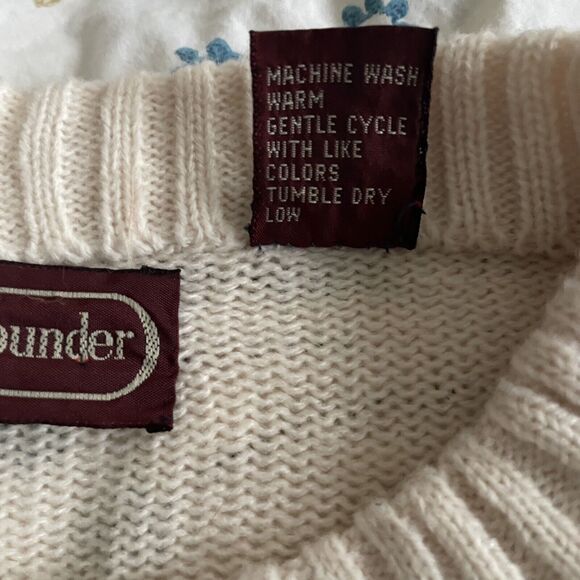 MACHINE WASH
WARM
GENTLE CYCLE
WITH LIKE
COLORS
TUMBLE DRY
LOW
ounder